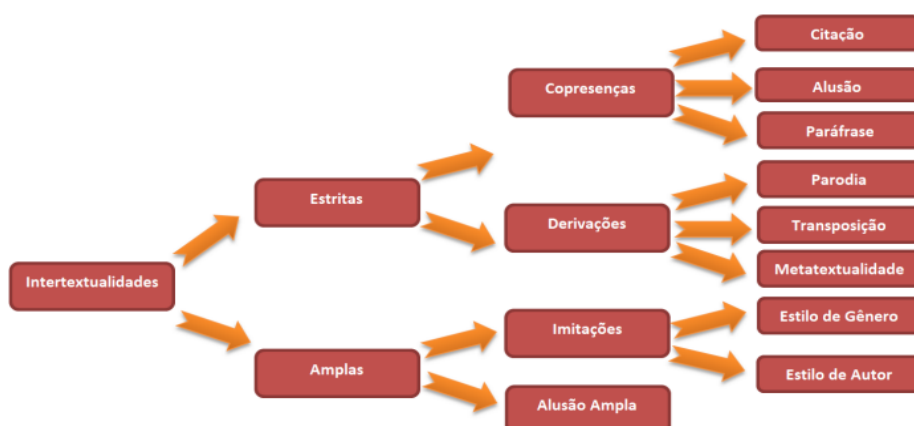 Citação
Copresenças
Alusão
Paráfrase
Estritas
Parodia
Derivações
Transposição
Intertextualidades
Metatextualidade
Imitações
Estilo de Gênero
Amplas
Estilo de Autor
Alusão Ampla